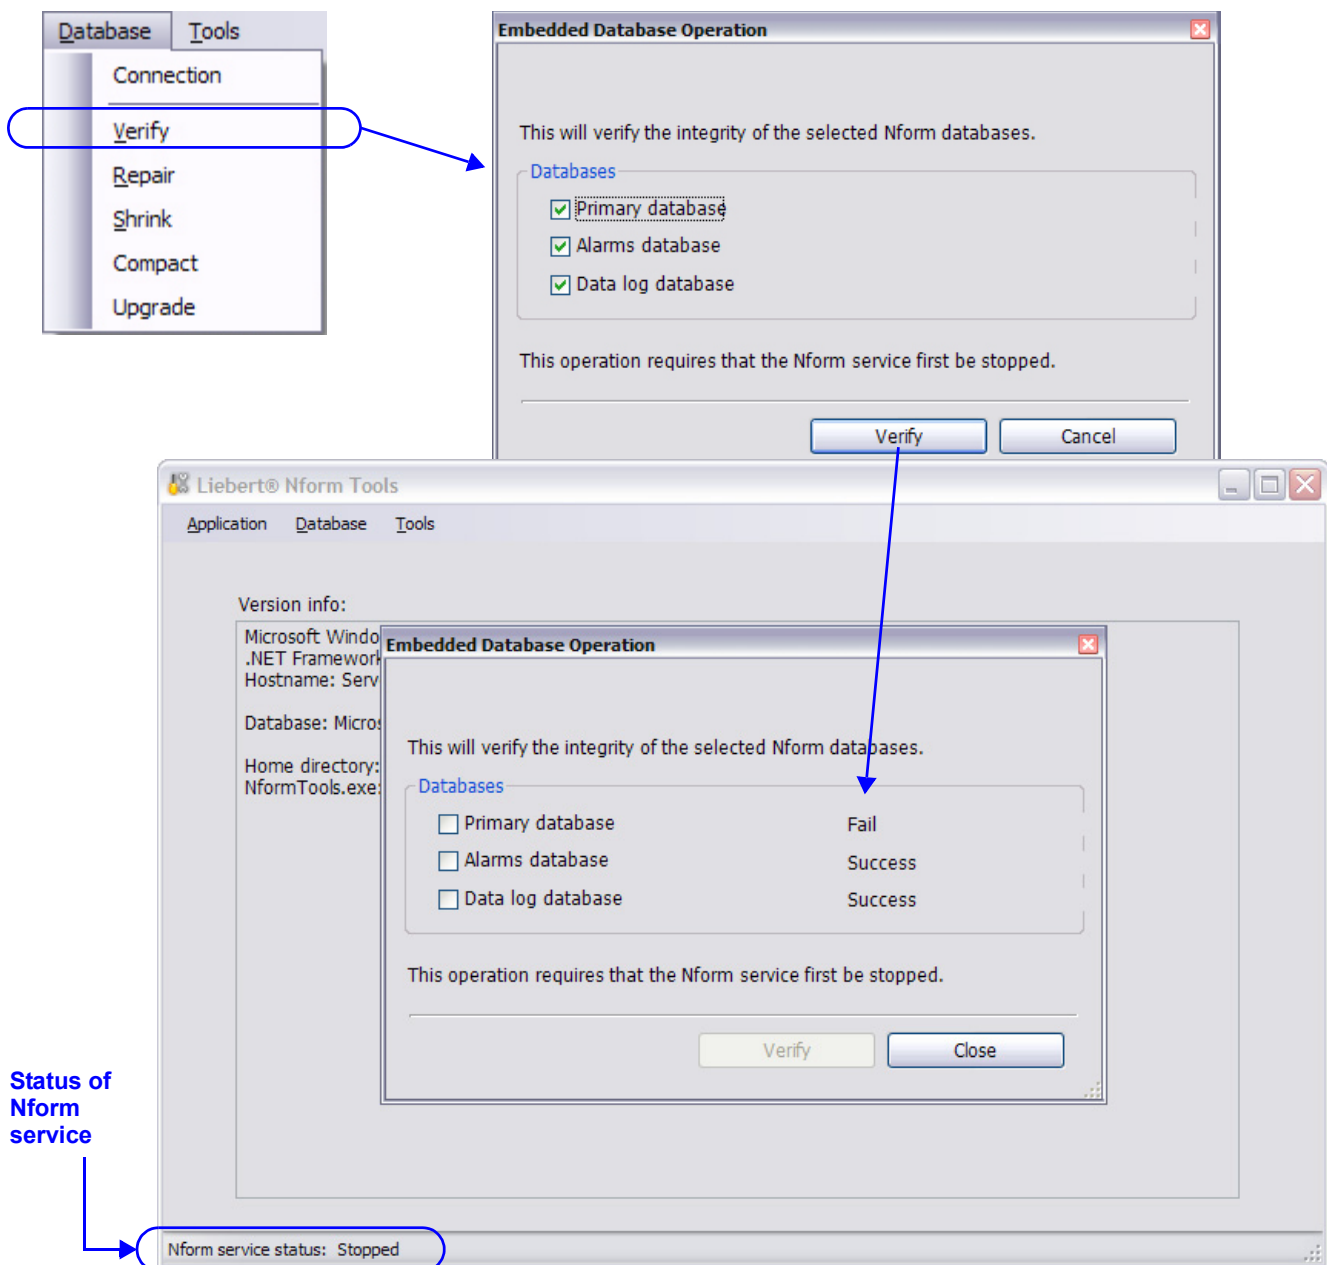 Database Tools
Connection
Verify
Repair
Shrink
Compact
Upgrade
Embedded Database Operation
This will verify the integrity of the selected Nform databases.
Databases
Primary database
Alarms database
Data log database
This operation requires that the Nform service first be stopped.
Verify Cancel
Liebert® Nform Tools
Application Database Tools
Version info:
Microsoft Windo
.NET Framework
Hostname: Serv
Database: Micros
Home directory:
NformTools.exe:
Embedded Database Operation
This will verify the integrity of the selected Nform databases.
Databases
Primary database Fail
Alarms database Success
Data log database Success
This operation requires that the Nform service first be stopped.
Verify Close
Status of
Nform
service
Nform service status: Stopped